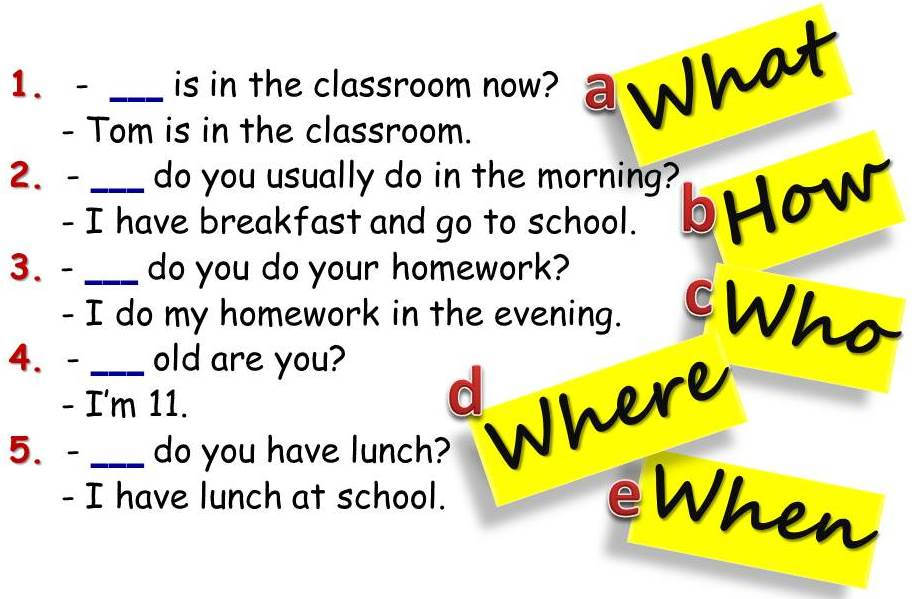 1. - ___ is in the classroom now?
- Tom is in the classroom.
2. - ___ do you usually do in the morning?
- I have breakfast and go to school.
3. - ___ do you do your homework?
- I do my homework in the evening.
4. - ___ old are you?
- I'm 11.
5. - ___ do you have lunch?
- I have lunch at school.
a What
b How
c Who
d Where
e When